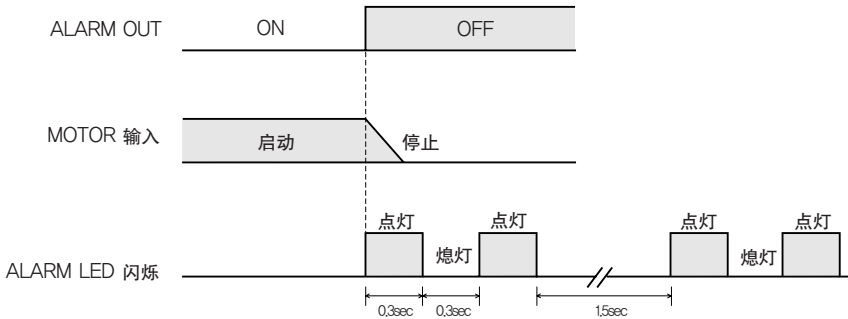 ALARM OUT ON OFF
MOTOR 输入 启动 停止
点灯 点灯 点灯 点灯
ALARM LED 闪烁 熄灯 熄灯
0.3sec 0.3sec 1.5sec